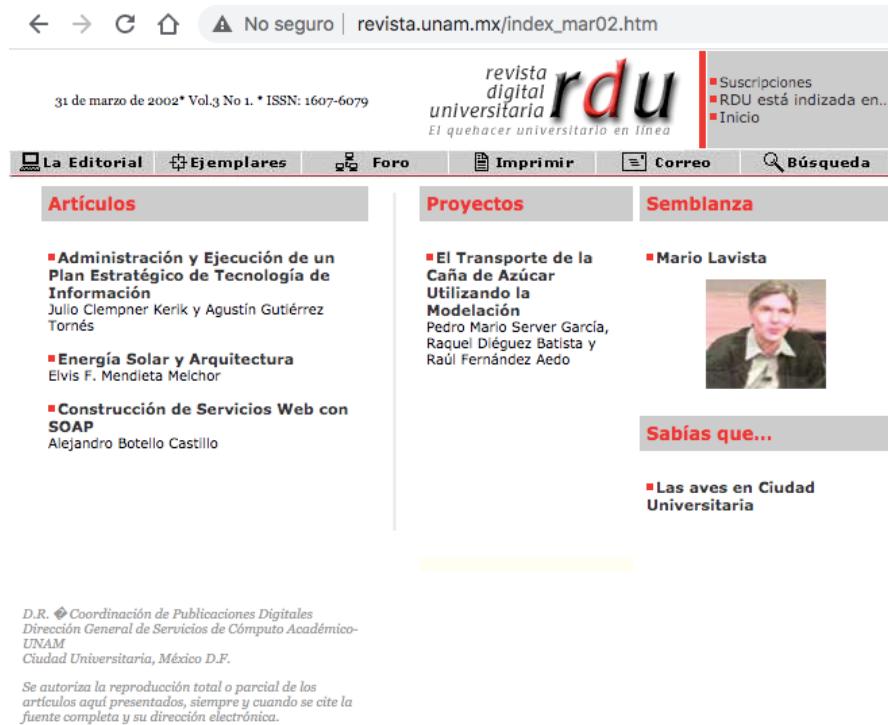 No seguro | revista.unam.mx/index_mar02.htm
31 de marzo de 2002* Vol.3 No 1. * ISSN: 1607-6079
revista
digital
universitaria
rdu
El quehacer universitario en línea
Suscripciones
RDU está indizada en...
Inicio
La Editorial
Ejemplares
Foro
Imprimir
Correo
Búsqueda
Artículos
Administración y Ejecución de un
Plan Estratégico de Tecnología de
Información
Julio Clempner Kerik y Agustín Gutiérrez
Tornés
Energía Solar y Arquitectura
Elvis F. Mendieta Melchor
Construcción de Servicios Web con
SOAP
Alejandro Botello Castillo
Proyectos
El Transporte de la
Caña de Azúcar
Utilizando la
Modelación
Pedro Mario Server García,
Raquel Diéguez Batista y
Raúl Fernández Aedo
Semblanza
Mario Lavista
Sabías que...
Las aves en Ciudad
Universitaria
D.R. � Coordinación de Publicaciones Digitales
Dirección General de Servicios de Cómputo Académico-
UNAM
Ciudad Universitaria, México D.F.
Se autoriza la reproducción total o parcial de los
artículos aquí presentados, siempre y cuando se cite la
fuente completa y su dirección electrónica.